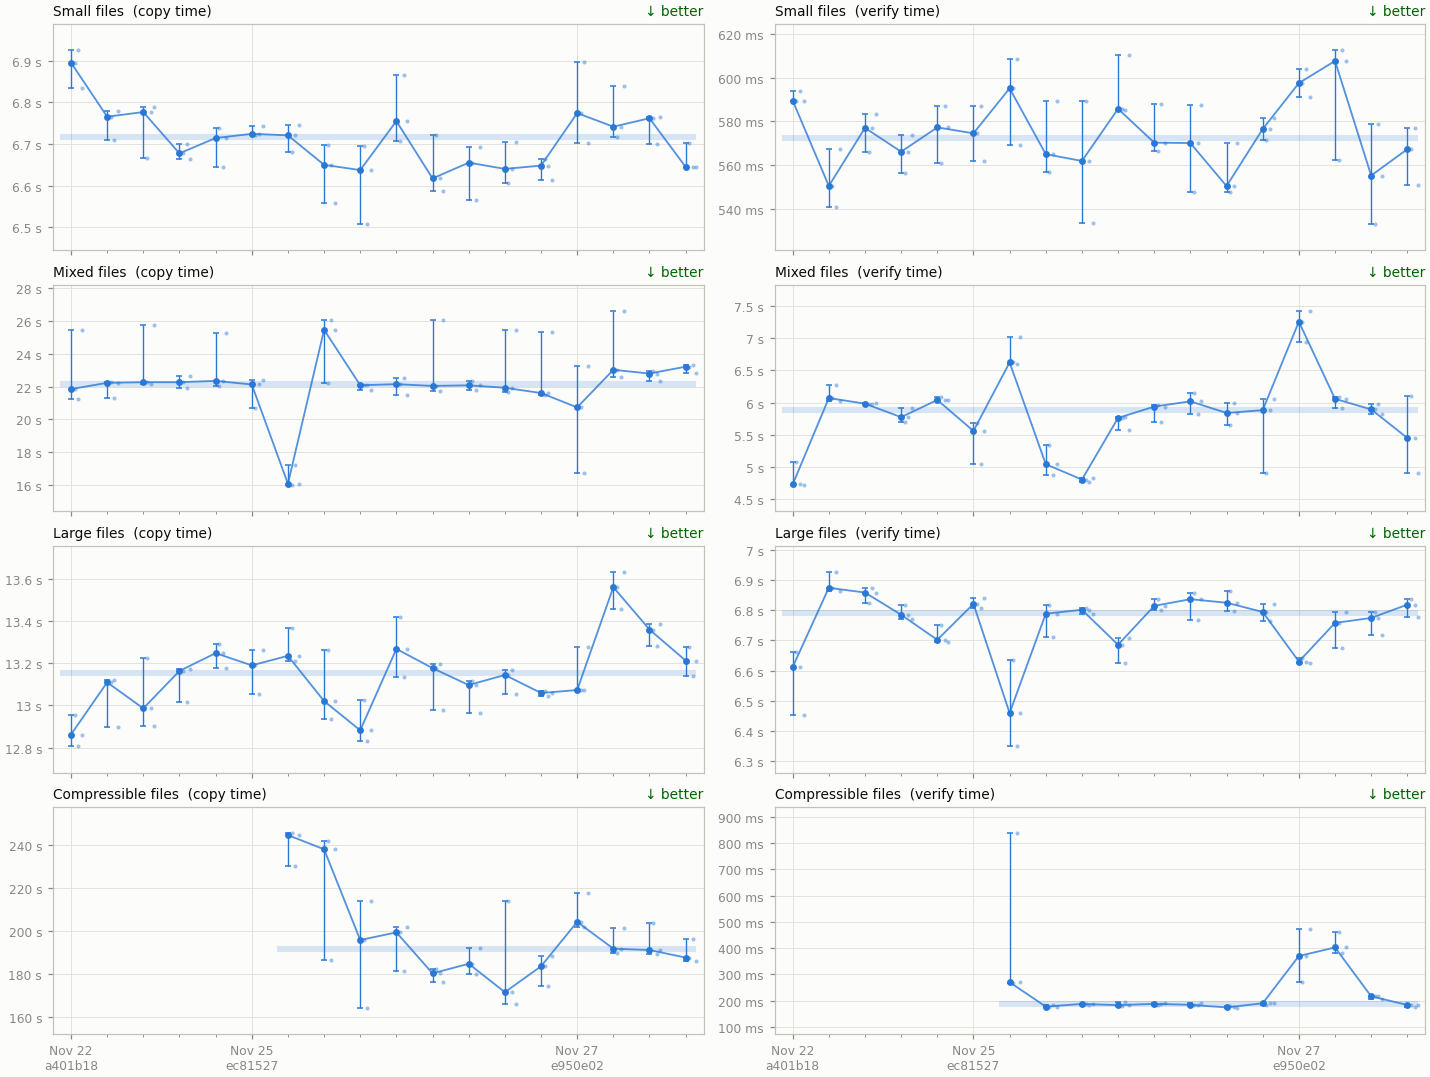 Small files  (copy time)
↓ better
6.9 s
6.8 s
6.7 s
6.6 s
6.5 s
Small files  (verify time)
↓ better
620 ms
600 ms
580 ms
560 ms
540 ms
Mixed files  (copy time)
↓ better
28 s
26 s
24 s
22 s
20 s
18 s
16 s
Mixed files  (verify time)
↓ better
7.5 s
7 s
6.5 s
6 s
5.5 s
5 s
4.5 s
Large files  (copy time)
↓ better
13.6 s
13.4 s
13.2 s
13 s
12.8 s
Large files  (verify time)
↓ better
7 s
6.9 s
6.8 s
6.7 s
6.6 s
6.5 s
6.4 s
6.3 s
Compressible files  (copy time)
↓ better
240 s
220 s
200 s
180 s
160 s
Nov 22
a401b18
Nov 25
ec81527
Nov 27
e950e02
Compressible files  (verify time)
↓ better
900 ms
800 ms
700 ms
600 ms
500 ms
400 ms
300 ms
200 ms
100 ms
Nov 22
a401b18
Nov 25
ec81527
Nov 27
e950e02